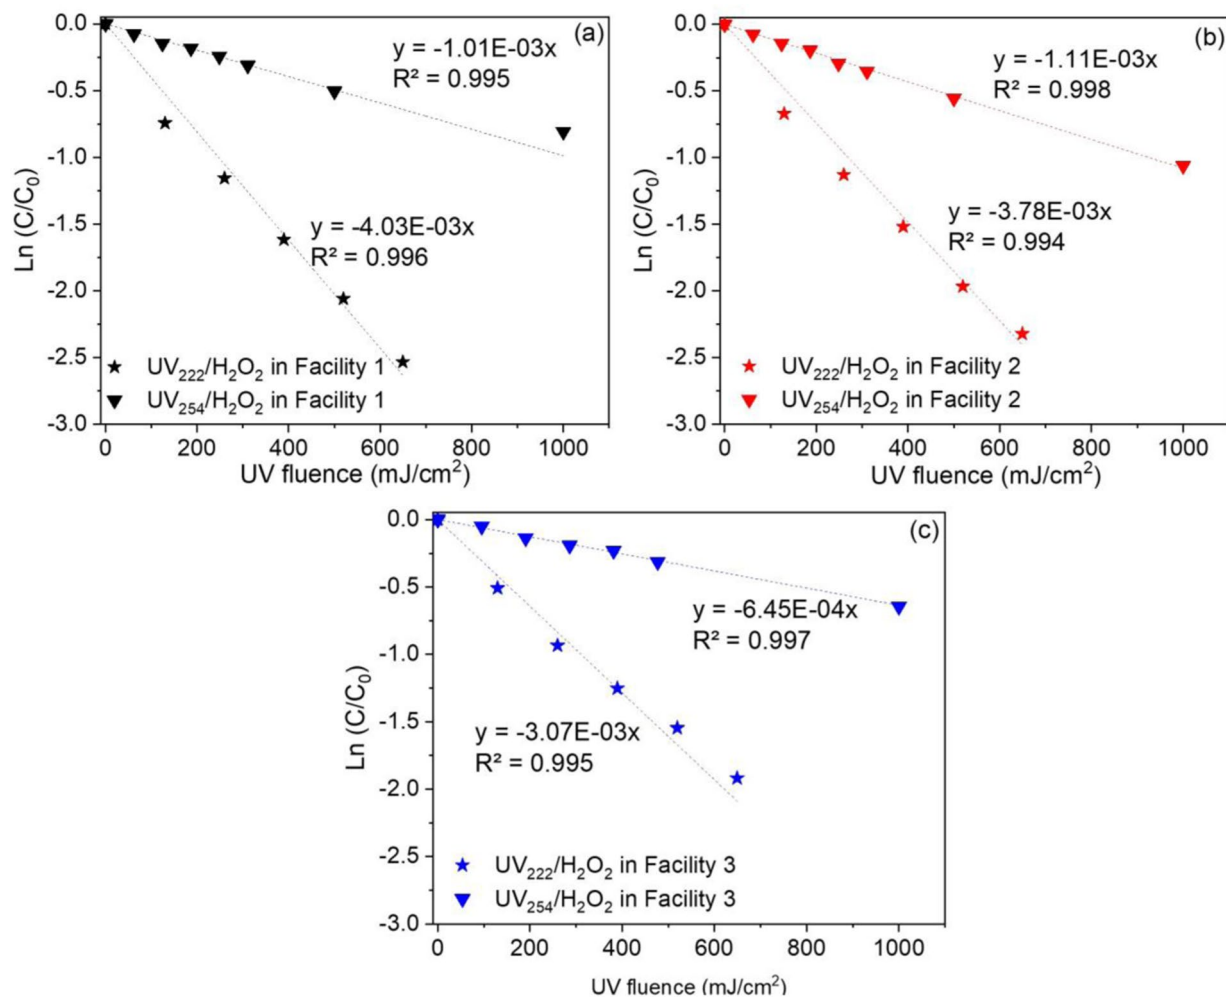 (a)
0.0
-0.5
-1.0
-1.5
-2.0
-2.5
-3.0
Ln (C/C₀)
y = -1.01E-03x
R² = 0.995
y = -4.03E-03x
R² = 0.996
UV₂₂₂/H₂O₂ in Facility 1
UV₂₅₄/H₂O₂ in Facility 1
0 200 400 600 800 1000
UV fluence (mJ/cm²)
(b)
0.0
-0.5
-1.0
-1.5
-2.0
-2.5
-3.0
Ln (C/C₀)
y = -1.11E-03x
R² = 0.998
y = -3.78E-03x
R² = 0.994
UV₂₂₂/H₂O₂ in Facility 2
UV₂₅₄/H₂O₂ in Facility 2
0 200 400 600 800 1000
UV fluence (mJ/cm²)
(c)
0.0
-0.5
-1.0
-1.5
-2.0
-2.5
-3.0
Ln (C/C₀)
y = -6.45E-04x
R² = 0.997
y = -3.07E-03x
R² = 0.995
UV₂₂₂/H₂O₂ in Facility 3
UV₂₅₄/H₂O₂ in Facility 3
0 200 400 600 800 1000
UV fluence (mJ/cm²)